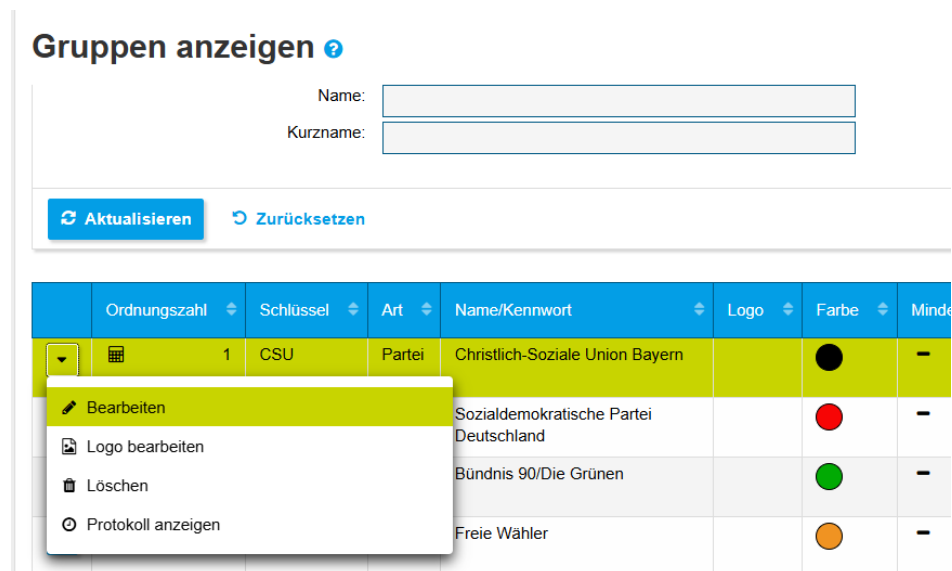 Gruppen anzeigen ?
Name:
Kurzname:
Aktualisieren Zurücksetzen
Ordnungszahl Schlüssel Art Name/Kennwort Logo Farbe Minde
1 CSU Partei Christlich-Soziale Union Bayern
Bearbeiten
Sozialdemokratische Partei
Deutschland
Logo bearbeiten
Bündnis 90/Die Grünen
Löschen
Protokoll anzeigen
Freie Wähler